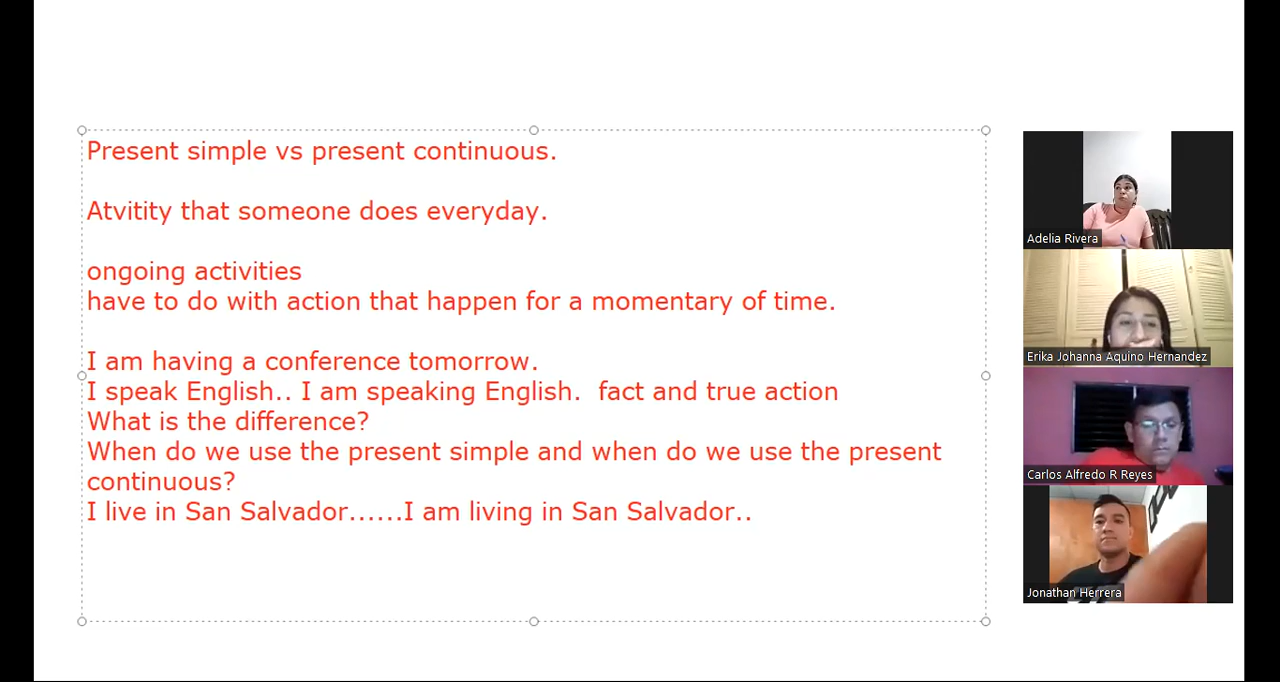 Present simple vs present continuous.
Atvitity that someone does everyday.
ongoing activities
have to do with action that happen for a momentary of time.
I am having a conference tomorrow.
I speak English.. I am speaking English.  fact and true action
What is the difference?
When do we use the present simple and when do we use the present
continuous?
I live in San Salvador......I am living in San Salvador..
Adelia Rivera
Erika Johanna Aquino Hernandez
Carlos Alfredo R Reyes
Jonathan Herrera